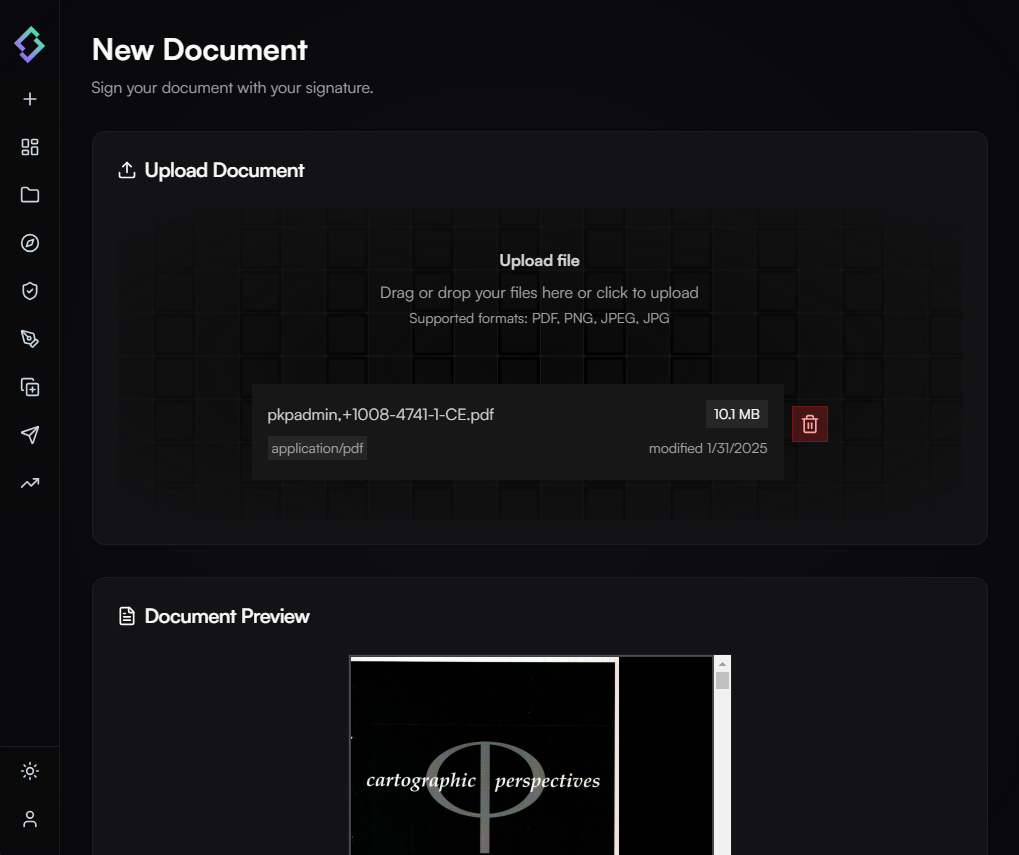 New Document
Sign your document with your signature.
Upload Document
Upload file
Drag or drop your files here or click to upload
Supported formats: PDF, PNG, JPEG, JPG
pkpadmin,+1008-4741-1-CE.pdf 10.1 MB
application/pdf modified 1/31/2025
Document Preview
cartographic perspectives